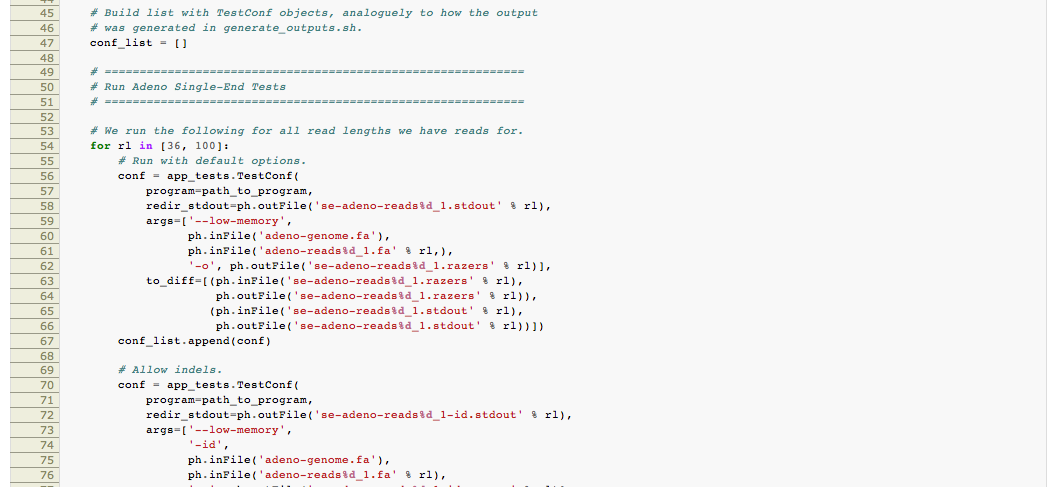 45 # Build list with TestConf objects, analoguely to how the output
46 # was generated in generate_outputs.sh.
47 conf_list = []
48
49 # ============================================================
50 # Run Adeno Single-End Tests
51 # ============================================================
52
53 # We run the following for all read lengths we have reads for.
54 for rl in [36, 100]:
55     # Run with default options.
56     conf = app_tests.TestConf(
57         program=path_to_program,
58         redir_stdout=ph.outFile('se-adeno-reads%d_1.stdout' % rl),
59         args=['--low-memory',
60               ph.inFile('adeno-genome.fa'),
61               ph.inFile('adeno-reads%d_1.fa' % rl,),
62               '-o', ph.outFile('se-adeno-reads%d_1.razers' % rl)],
63         to_diff=[(ph.inFile('se-adeno-reads%d_1.razers' % rl),
64                   ph.outFile('se-adeno-reads%d_1.razers' % rl)),
65                  (ph.inFile('se-adeno-reads%d_1.stdout' % rl),
66                   ph.outFile('se-adeno-reads%d_1.stdout' % rl))])
67     conf_list.append(conf)
68
69     # Allow indels.
70     conf = app_tests.TestConf(
71         program=path_to_program,
72         redir_stdout=ph.outFile('se-adeno-reads%d_1-id.stdout' % rl),
73         args=['--low-memory',
74               '-id',
75               ph.inFile('adeno-genome.fa'),
76               ph.inFile('adeno-reads%d_1.fa' % rl),